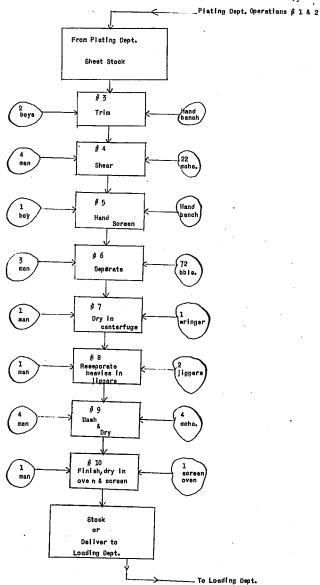 Plating Dept. Operations # 1 & 2
From Plating Dept.
Sheet Stock
# 3
Trim
2
boys
Hand
bench
# 4
Shear
4
men
22
mchs.
# 5
Hand
Screen
1
boy
Hand
bench
# 6
Separate
3
men
72
bbls.
# 7
Dry in
centerfuge
1
man
1
wringer
# 8
Reseparate
heavies in
jiggers
1
man
2
jiggers
# 9
Wash
&
Dry
4
men
4
mchs.
# 10
Finish, dry in
oven & screen
1
man
1
screen
oven
Stock
or
Deliver to
Loading Dept.
To Loading Dept.